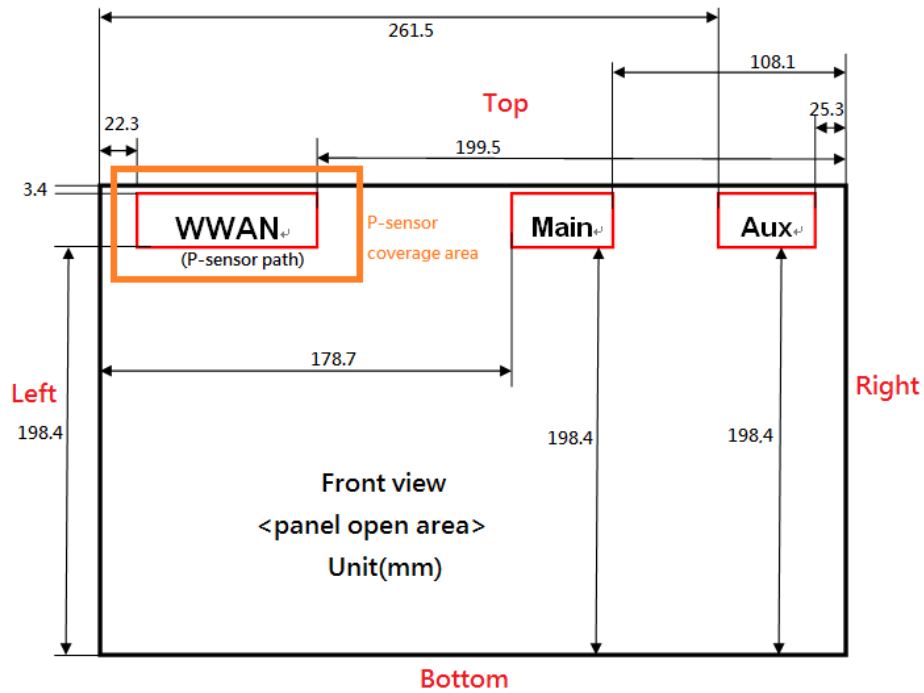 261.5
108.1
Top
25.3
22.3
199.5
3.4
WWAN↵
(P-sensor path)
P-sensor
coverage area
Main↵
Aux↵
178.7
Left
Right
198.4
198.4
198,4
Front view
<panel open area>
Unit(mm)
Bottom